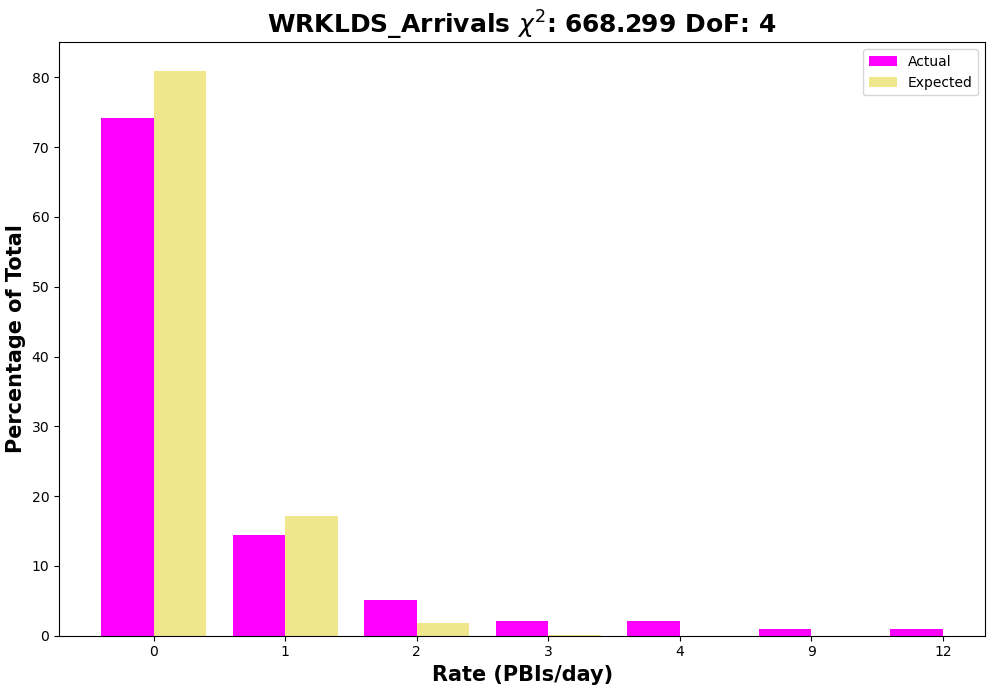 WRKLDS_Arrivals χ²: 668.299 DoF: 4
Actual
Expected
Percentage of Total
80
70
60
50
40
30
20
10
0
0 1 2 3 4 9 12
Rate (PBIs/day)